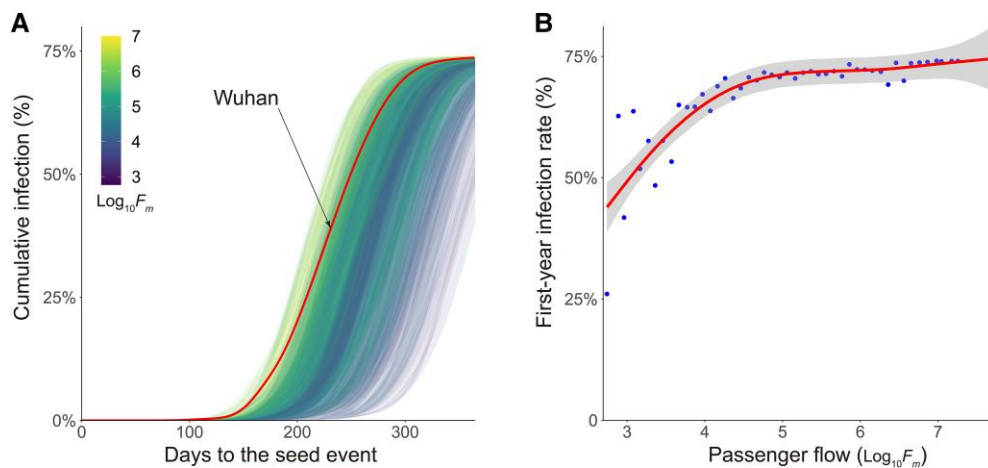 A
7
6
5
4
3
Log10Fm
Wuhan
75%
50%
25%
0%
Cumulative infection (%)
0
100
200
300
Days to the seed event
B
75%
50%
25%
0
First-year infection rate (%)
3
4
5
6
7
Passenger flow (Log10Fm)